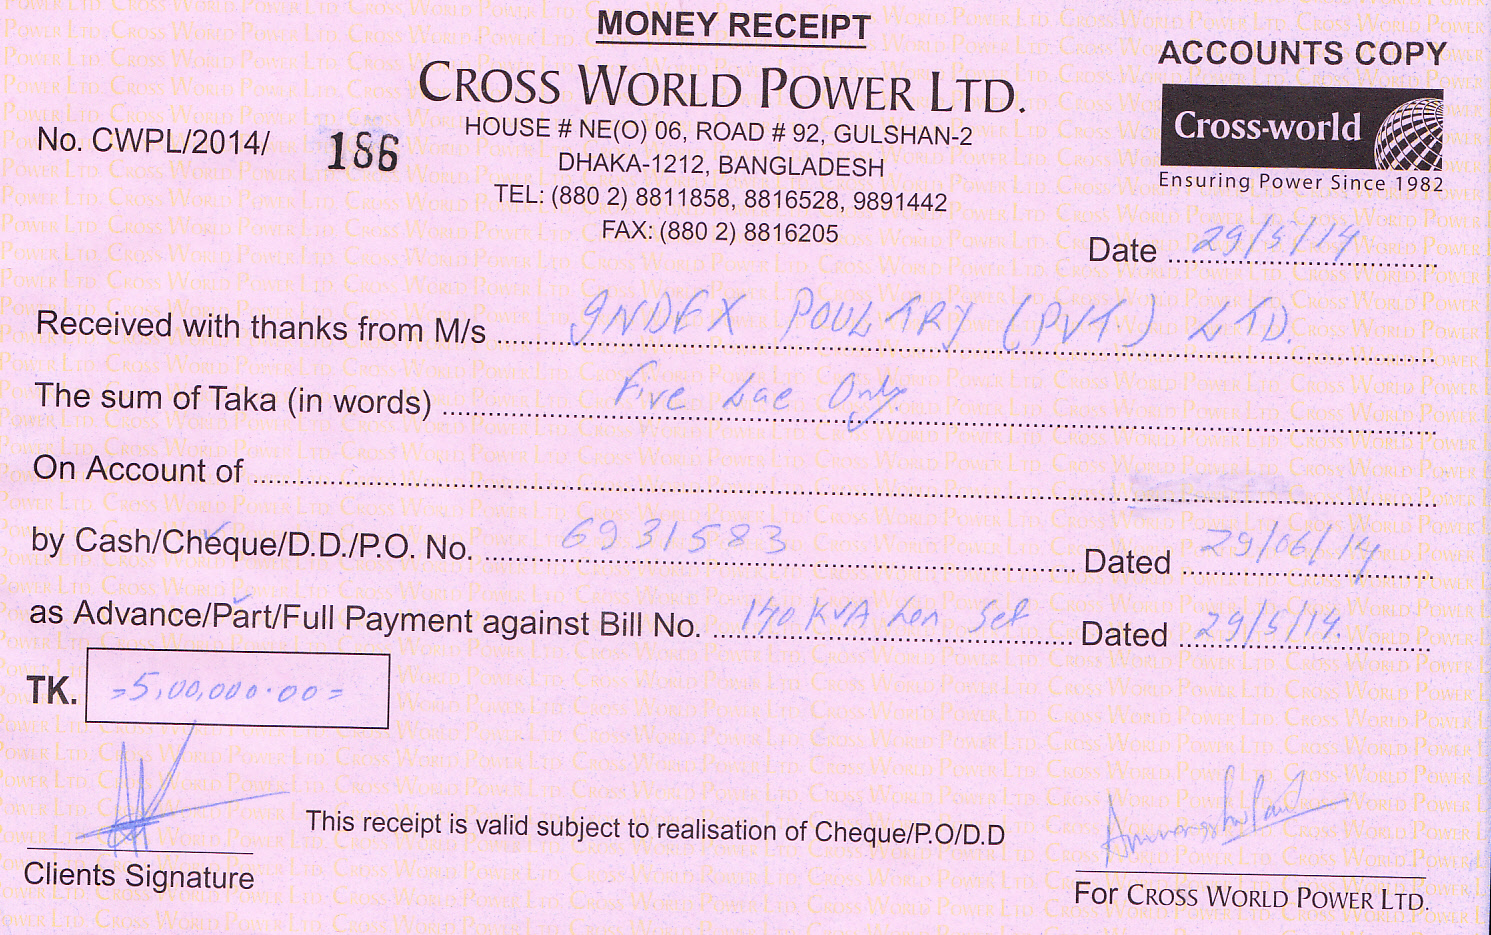 MONEY RECEIPT
ACCOUNTS COPY
CROSS WORLD POWER LTD.
Cross-world
Ensuring Power Since 1982
No. CWPL/2014/ 186
HOUSE # NE(O) 06, ROAD # 92, GULSHAN-2
DHAKA-1212, BANGLADESH
TEL: (880 2) 8811858, 8816528, 9891442
FAX: (880 2) 8816205
Date 29/5/14
Received with thanks from M/s INDEX POULTRY (PVT) LTD.
The sum of Taka (in words) Five Lac Only
On Account of
by Cash/Cheque/D.D./P.O. No. 6931583 Dated 29/06/14
as Advance/Part/Full Payment against Bill No. 140 KVA Gen Set Dated 29/5/14.
TK. =5,00,000.00=
This receipt is valid subject to realisation of Cheque/P.O/D.D
Clients Signature
For CROSS WORLD POWER LTD.